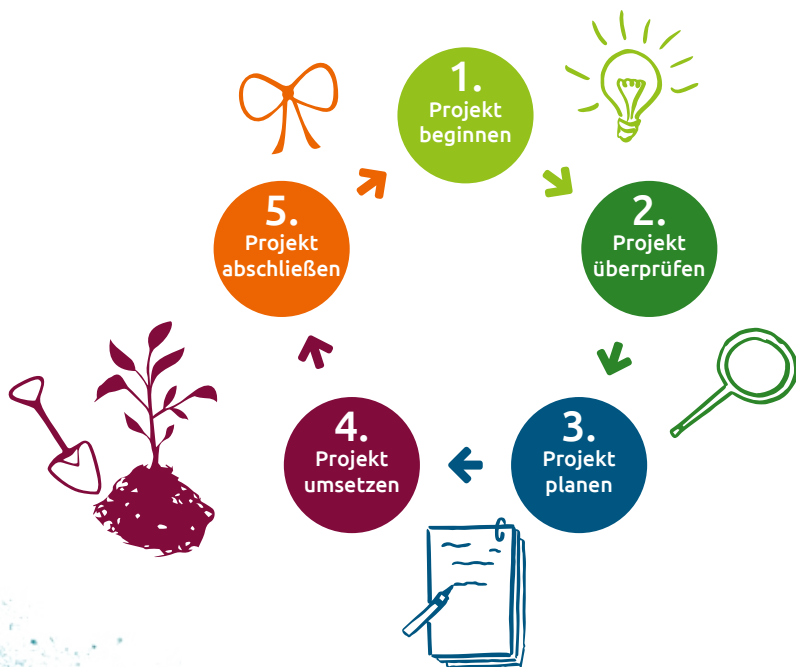 1.
Projekt
beginnen
2.
Projekt
überprüfen
3.
Projekt
planen
4.
Projekt
umsetzen
5.
Projekt
abschließen